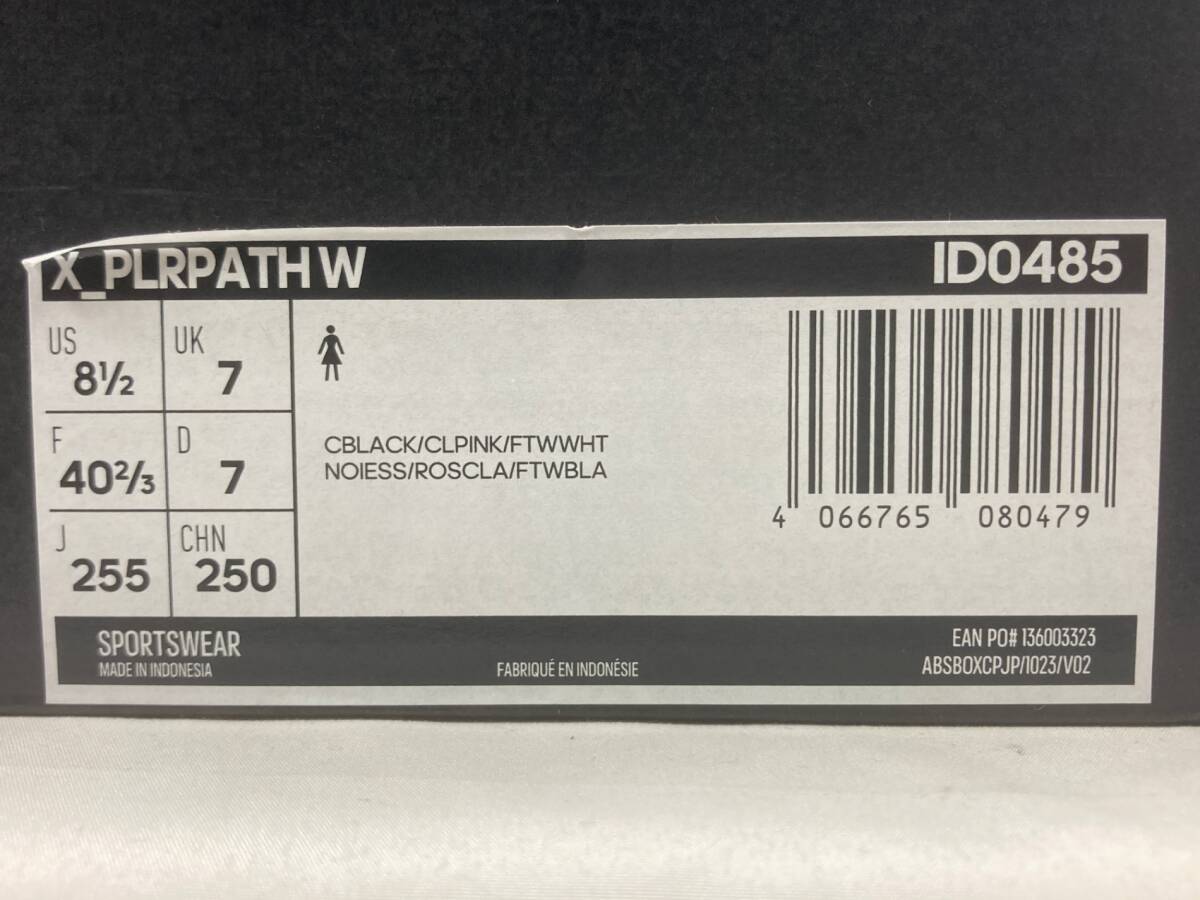 X_PLRPATH W
ID0485
US
8½
UK
7
F
40⅔
D
7
J
255
CHN
250
CBLACK/CLPINK/FTWWHT
NOIESS/ROSCLA/FTWBLA
4 066765 080479
SPORTSWEAR
MADE IN INDONESIA
FABRIQUÉ EN INDONÉSIE
EAN PO# 136003323
ABSBOXCPJP/1023/V02